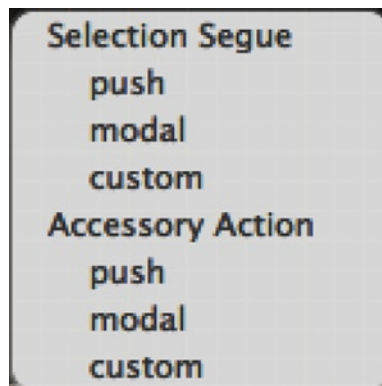 Selection Segue
push
modal
custom
Accessory Action
push
modal
custom